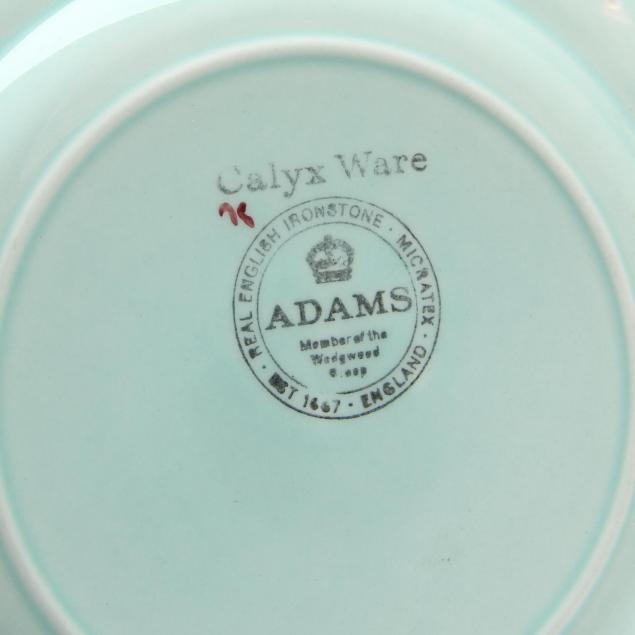 Calyx Ware
REAL ENGLISH IRONSTONE · MICRATEX ·
ADAMS
Member of the
Wedgwood
Group
· EST 1657 · ENGLAND